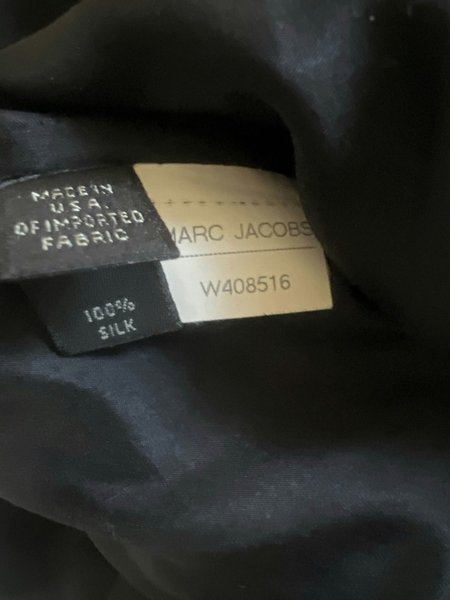 MADE IN
U.S.A.
OF IMPORTED
FABRIC
100%
SILK
MARC JACOBS
W408516